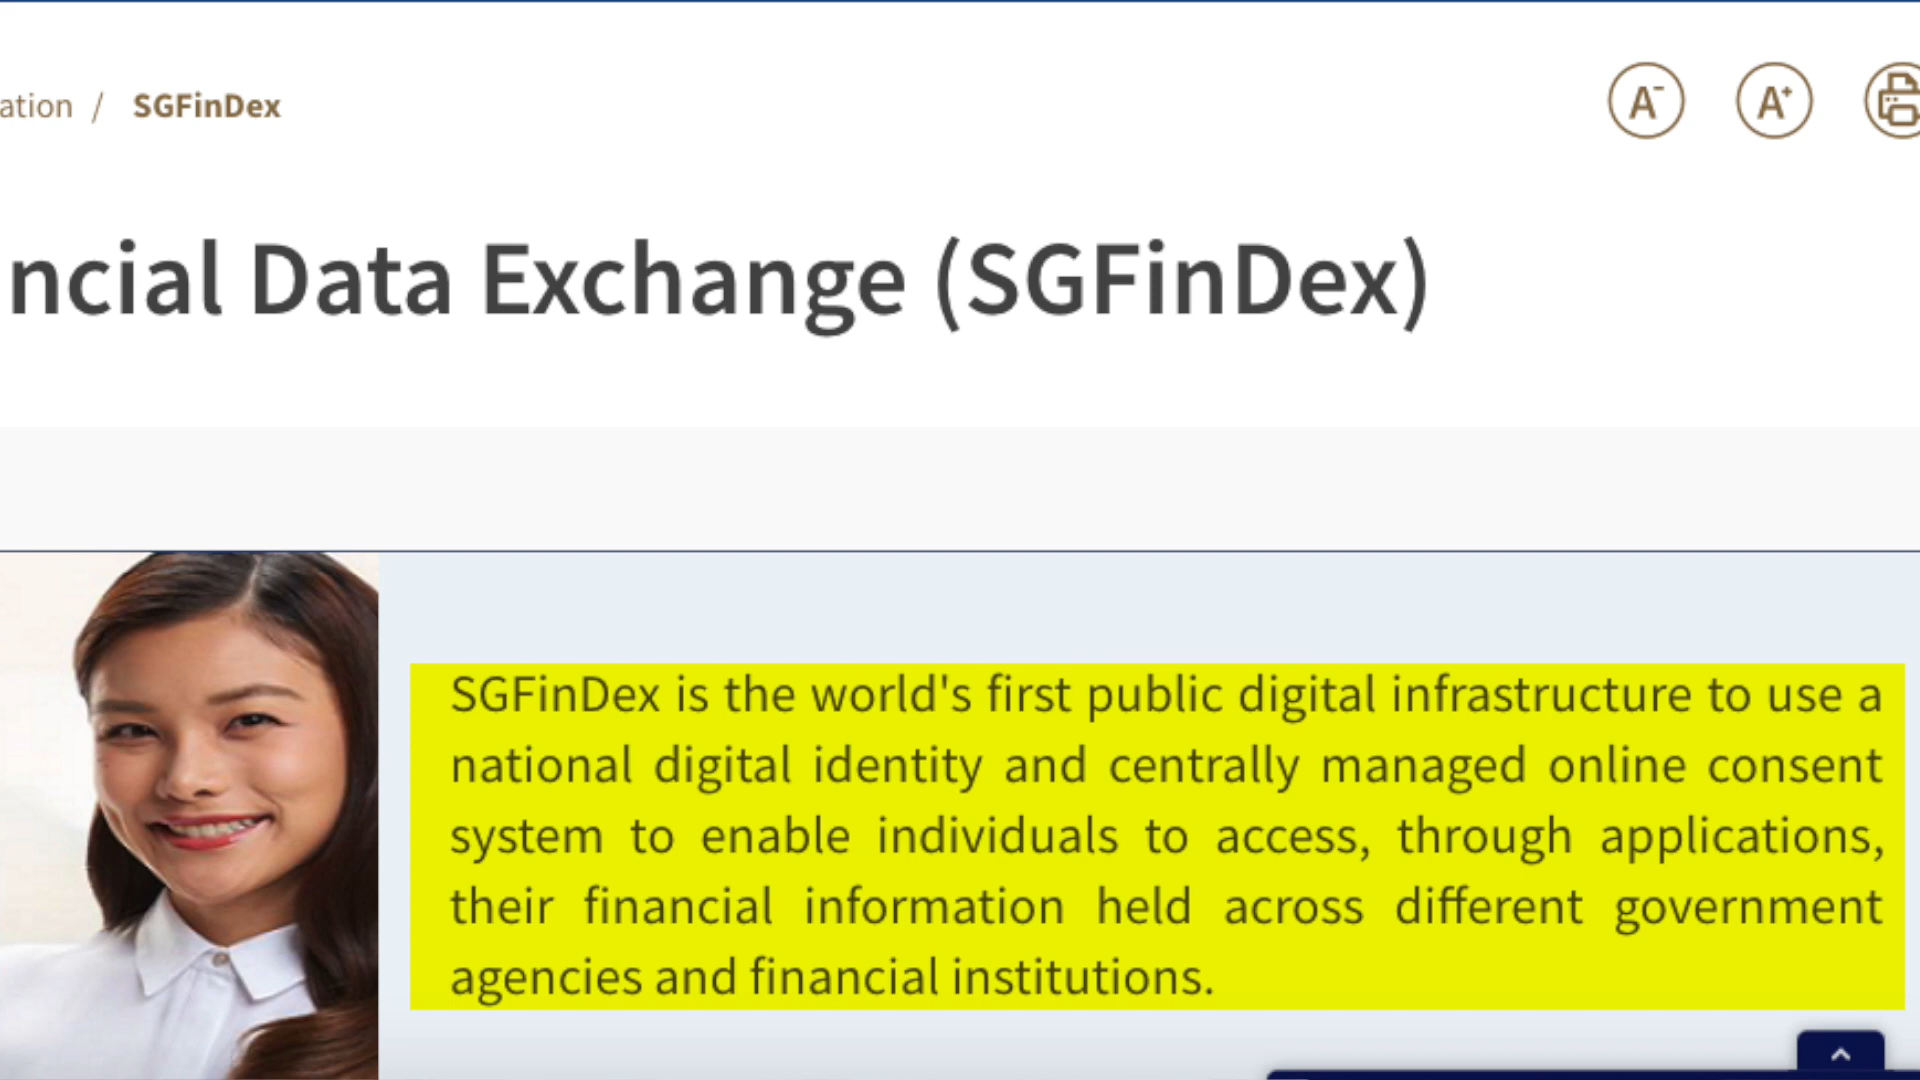 ation / SGFinDex
A- A+
ncial Data Exchange (SGFinDex)
SGFinDex is the world's first public digital infrastructure to use a
national digital identity and centrally managed online consent
system to enable individuals to access, through applications,
their financial information held across different government
agencies and financial institutions.